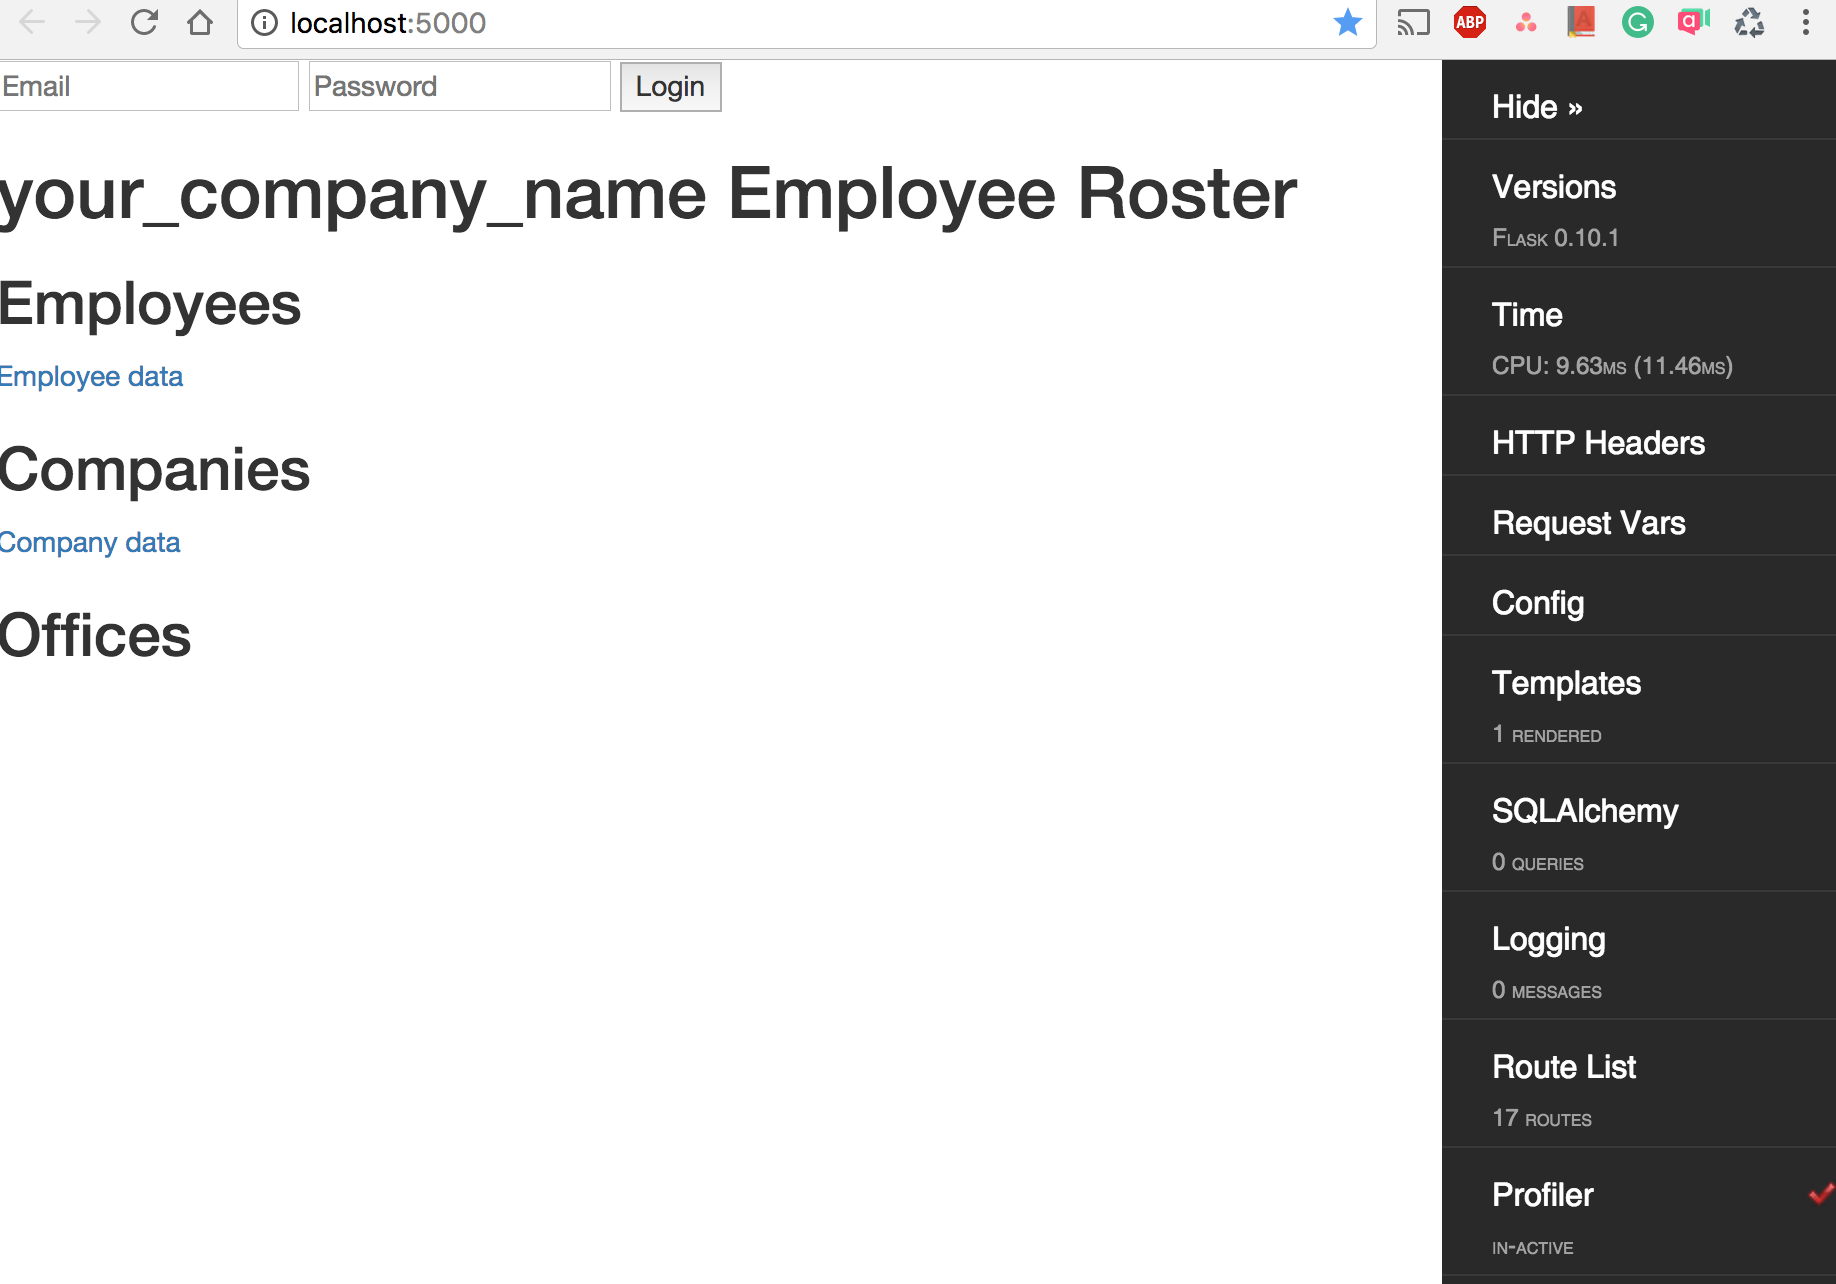 localhost:5000
ABP
Email Password Login
your_company_name Employee Roster
Employees
Employee data
Companies
Company data
Offices
Hide »
Versions
Flask 0.10.1
Time
CPU: 9.63ms (11.46ms)
HTTP Headers
Request Vars
Config
Templates
1 rendered
SQLAlchemy
0 queries
Logging
0 messages
Route List
17 routes
Profiler
in-active